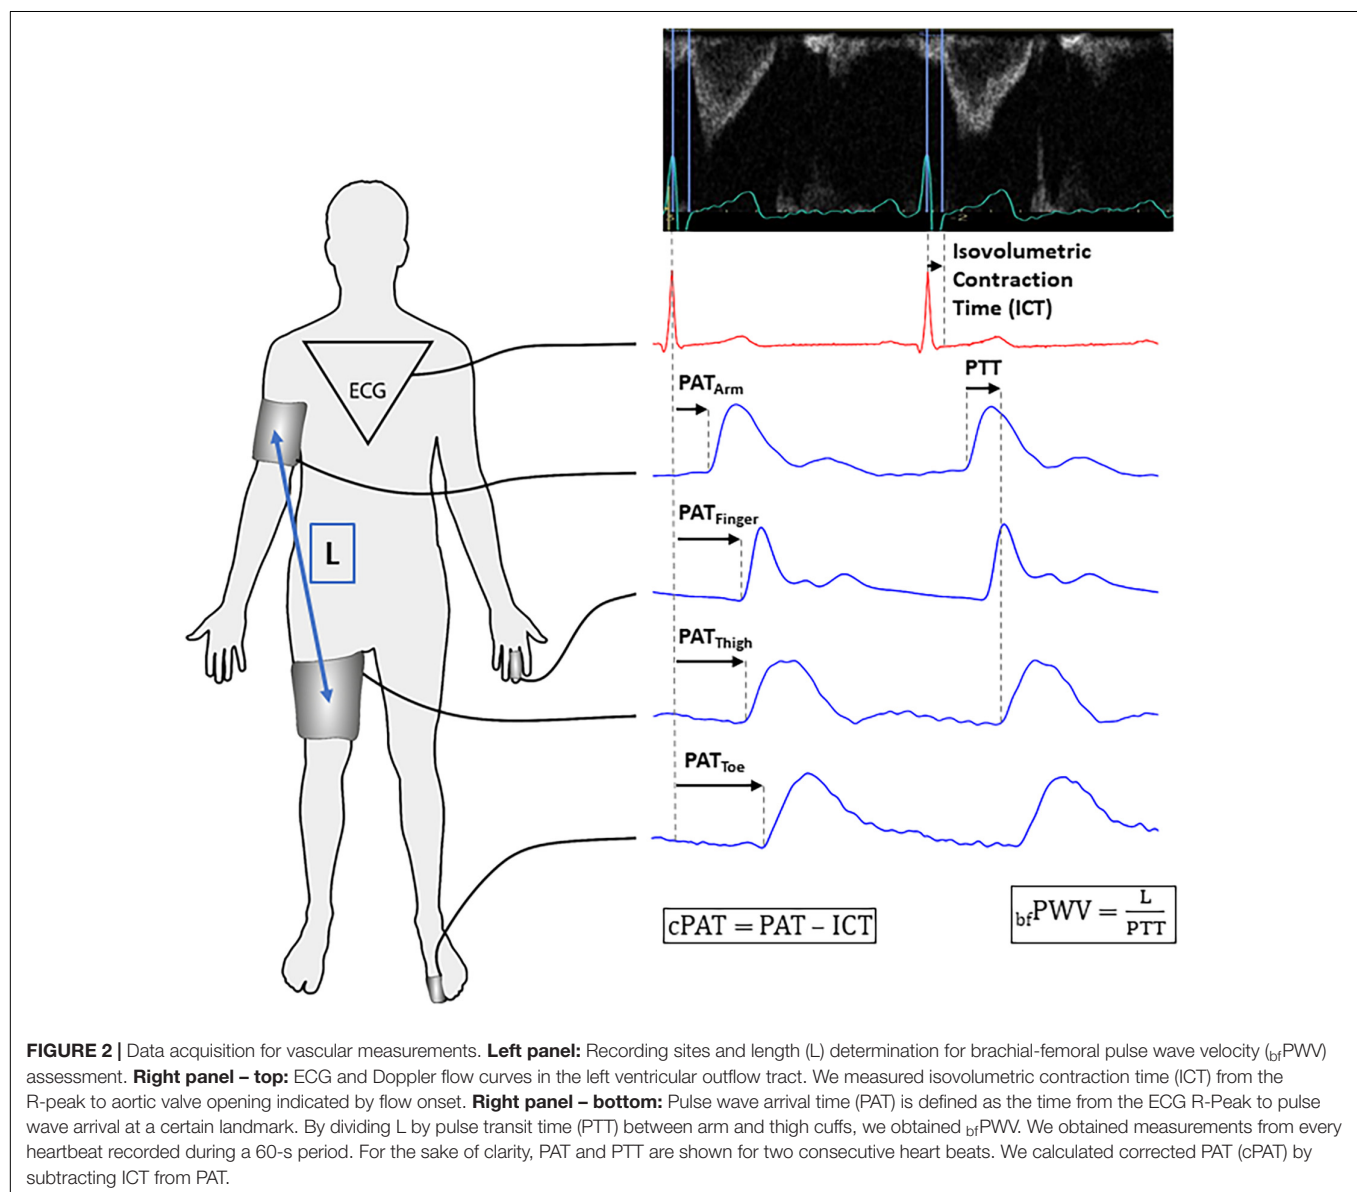 Isovolumetric
Contraction
Time (ICT)
ECG
PAT_Arm
PTT
PAT_Finger
L
PAT_Thigh
PAT_Toe
cPAT = PAT – ICT
bfPWV = L / PTT
FIGURE 2 | Data acquisition for vascular measurements. Left panel: Recording sites and length (L) determination for brachial-femoral pulse wave velocity (bfPWV)
assessment. Right panel – top: ECG and Doppler flow curves in the left ventricular outflow tract. We measured isovolumetric contraction time (ICT) from the
R-peak to aortic valve opening indicated by flow onset. Right panel – bottom: Pulse wave arrival time (PAT) is defined as the time from the ECG R-Peak to pulse
wave arrival at a certain landmark. By dividing L by pulse transit time (PTT) between arm and thigh cuffs, we obtained bfPWV. We obtained measurements from every
heartbeat recorded during a 60-s period. For the sake of clarity, PAT and PTT are shown for two consecutive heart beats. We calculated corrected PAT (cPAT) by
subtracting ICT from PAT.